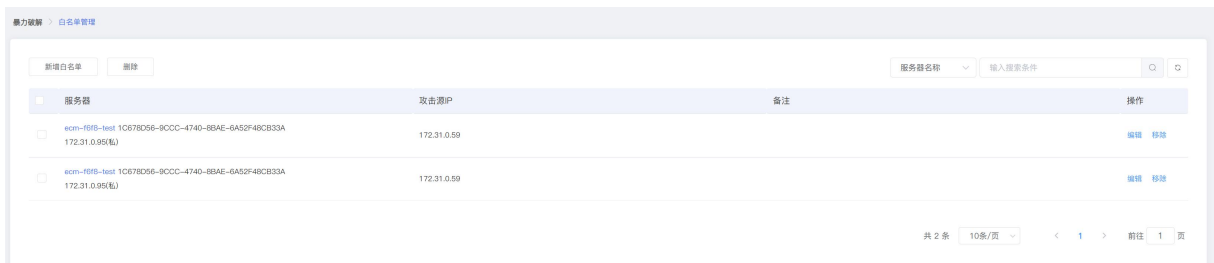 暴力破解 > 白名单管理
新增白名单 删除 服务器名称 输入搜索条件
服务器 攻击源IP 备注 操作
ecm-f6f8-test 1C678D56-9CCC-4740-8BAE-6A52F48CB33A
172.31.0.95(私) 172.31.0.59 编辑 移除
ecm-f6f8-test 1C678D56-9CCC-4740-8BAE-6A52F48CB33A
172.31.0.95(私) 172.31.0.59 编辑 移除
共 2 条 10条/页 < 1 > 前往 1 页